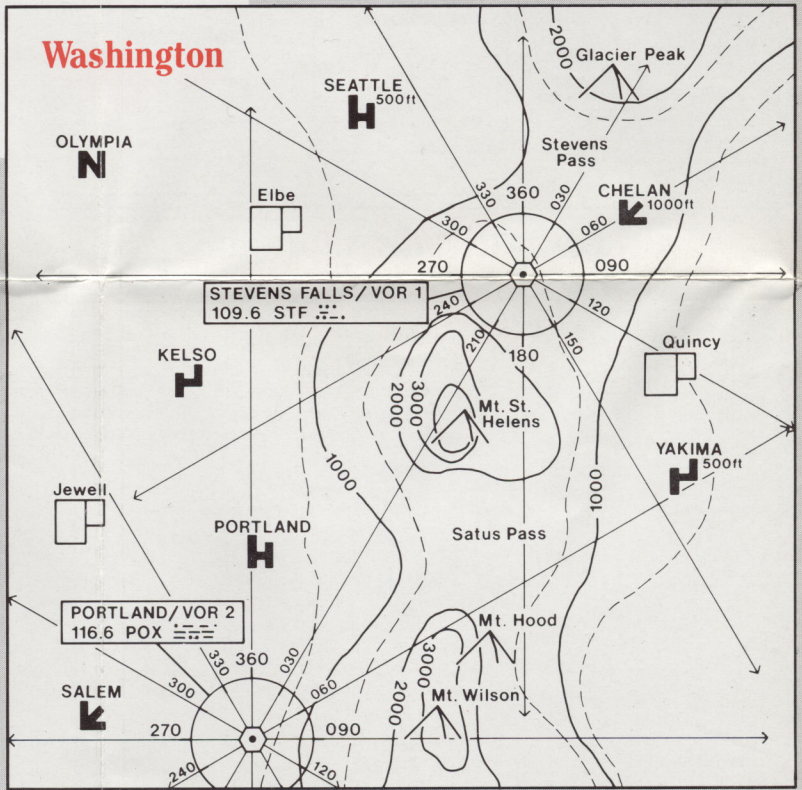 Washington
2000
Glacier Peak
SEATTLE
500ft
OLYMPIA
Stevens
Pass
Elbe
CHELAN
1000ft
330
360
030
300
060
270
090
STEVENS FALLS/VOR 1
109.6 STF
240
120
210
150
180
KELSO
Quincy
2000
3000
Mt. St.
Helens
YAKIMA
500ft
1000
1000
Jewell
PORTLAND
Satus Pass
PORTLAND/VOR 2
116.6 POX
Mt. Hood
330
360
030
3000
2000
300
060
SALEM
Mt. Wilson
270
090
240
120